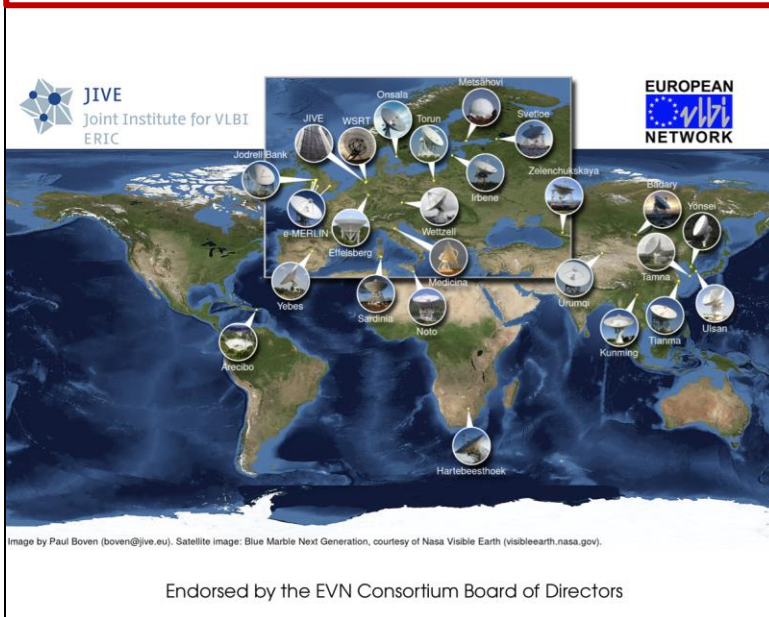 JIVE
Joint Institute for VLBI
ERIC
EUROPEAN
vlbi
NETWORK
Metsähovi
Onsala
JIVE
WSRT
Torun
Svetloe
Jodrell Bank
Zelenchukskaya
Badary
Yonsei
Irbene
e-MERLIN
Wettzell
Effelsberg
Tamna
Medicina
Urumqi
Yebes
Sardinia
Noto
Ulsan
Kunming
Tianma
Arecibo
Hartebeesthoek
Image by Paul Boven (boven@jive.eu). Satellite image: Blue Marble Next Generation, courtesy of Nasa Visible Earth (visibleearth.nasa.gov).
Endorsed by the EVN Consortium Board of Directors